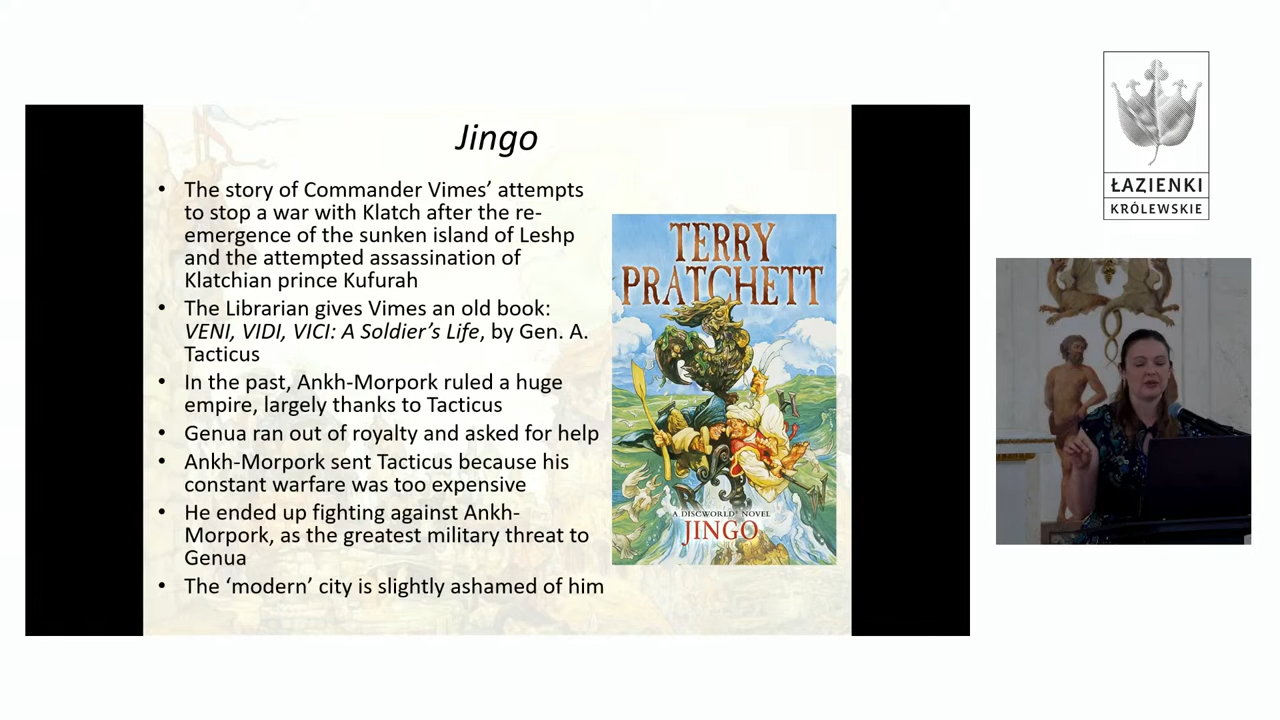 Jingo
• The story of Commander Vimes’ attempts
to stop a war with Klatch after the re-
emergence of the sunken island of Leshp
and the attempted assassination of
Klatchian prince Kufurah
• The Librarian gives Vimes an old book:
VENI, VIDI, VICI: A Soldier’s Life, by Gen. A.
Tacticus
• In the past, Ankh-Morpork ruled a huge
empire, largely thanks to Tacticus
• Genua ran out of royalty and asked for help
• Ankh-Morpork sent Tacticus because his
constant warfare was too expensive
• He ended up fighting against Ankh-
Morpork, as the greatest military threat to
Genua
• The ‘modern’ city is slightly ashamed of him
TERRY
PRATCHETT
A DISCWORLD® NOVEL
JINGO
ŁAZIENKI
KRÓLEWSKIE